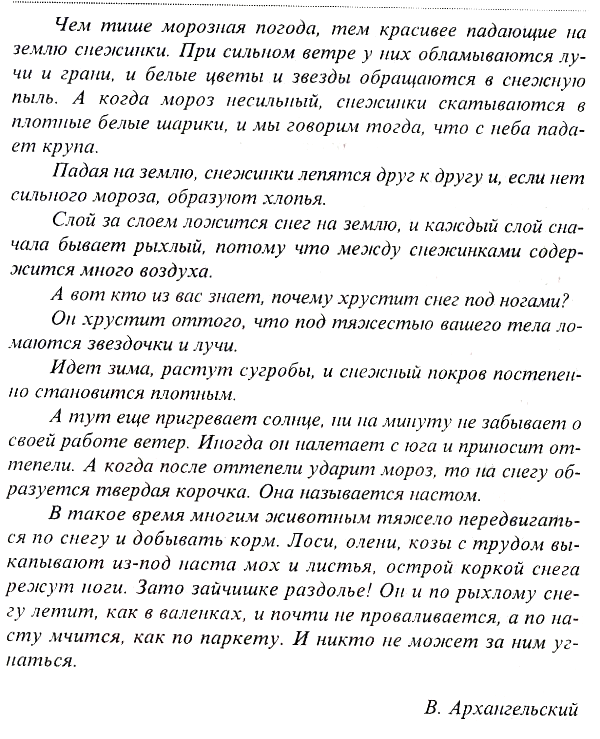 Чем тише морозная погода, тем красивее падающие на
землю снежинки. При сильном ветре у них обламываются лу-
чи и грани, и белые цветы и звезды обращаются в снежную
пыль. А когда мороз несильный, снежинки скатываются в
плотные белые шарики, и мы говорим тогда, что с неба пада-
ет крупа.
Падая на землю, снежинки лепятся друг к другу и, если нет
сильного мороза, образуют хлопья.
Слой за слоем ложится снег на землю, и каждый слой сна-
чала бывает рыхлый, потому что между снежинками содер-
жится много воздуха.
А вот кто из вас знает, почему хрустит снег под ногами?
Он хрустит оттого, что под тяжестью вашего тела ло-
маются звездочки и лучи.
Идет зима, растут сугробы, и снежный покров постепен-
но становится плотным.
А тут еще пригревает солнце, ни на минуту не забывает о
своей работе ветер. Иногда он налетает с юга и приносит от-
тепели. А когда после оттепели ударит мороз, то на снегу об-
разуется твердая корочка. Она называется настом.
В такое время многим животным тяжело передвигать-
ся по снегу и добывать корм. Лоси, олени, козы с трудом вы-
капывают из-под наста мох и листья, острой коркой снега
режут ноги. Зато зайчишке раздолье! Он и по рыхлому сне-
гу летит, как в валенках, и почти не проваливается, а по на-
сту мчится, как по паркету. И никто не может за ним уг-
наться.
В. Архангельский